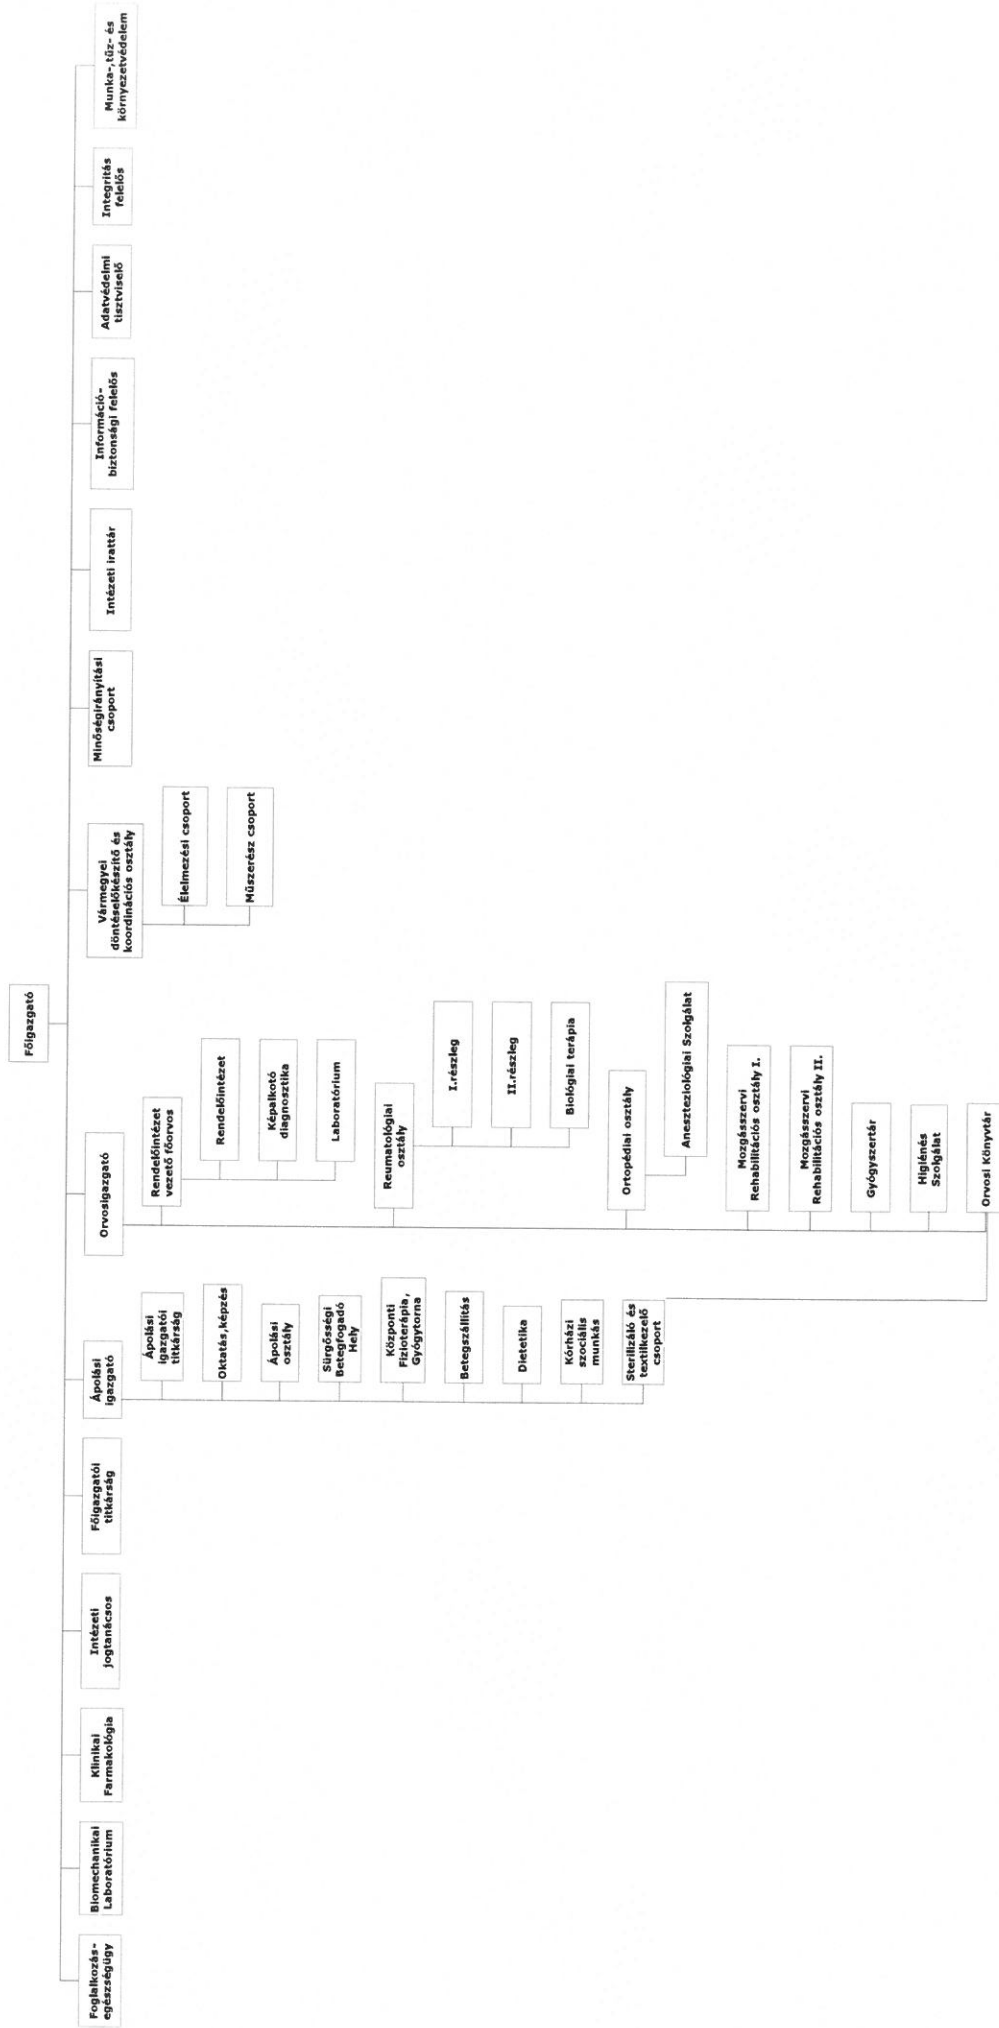 Főigazgató
Foglalkozás-
egészségügy
Biomechanikai
Laboratórium
Klinikai
Farmakológia
Intézeti
jogtanácsos
Főigazgatói
titkárság
Ápolási
igazgató
Ápolási
igazgatói
titkárság
Oktatás,képzés
Ápolási
osztály
Sürgősségi
Betegfogadó
Hely
Központi
Fizioterápia,
Gyógytorna
Betegszállítás
Dietetika
Kórházi
szociális
munkás
Sterilizáló és
textilkezelő
csoport
Orvosigazgató
Rendelőintézet
vezető főorvos
Rendelőintézet
Képalkotó
diagnosztika
Laboratórium
Reumatológiai
osztály
I.részleg
II.részleg
Biológiai terápia
Ortopédiai osztály
Aneszteziológiai Szolgálat
Mozgásszervi
Rehabilitációs osztály I.
Mozgásszervi
Rehabilitációs osztály II.
Gyógyszertár
Higiénés
Szolgálat
Orvosi Könyvtár
Vármegyei
döntéselőkészítő és
koordinációs osztály
Élelmezési csoport
Műszerész csoport
Minőségirányítási
csoport
Intézeti irattár
Információ-
biztonsági felelős
Adatvédelmi
tisztviselő
Integritás
felelős
Munka-,tűz- és
környezetvédelem